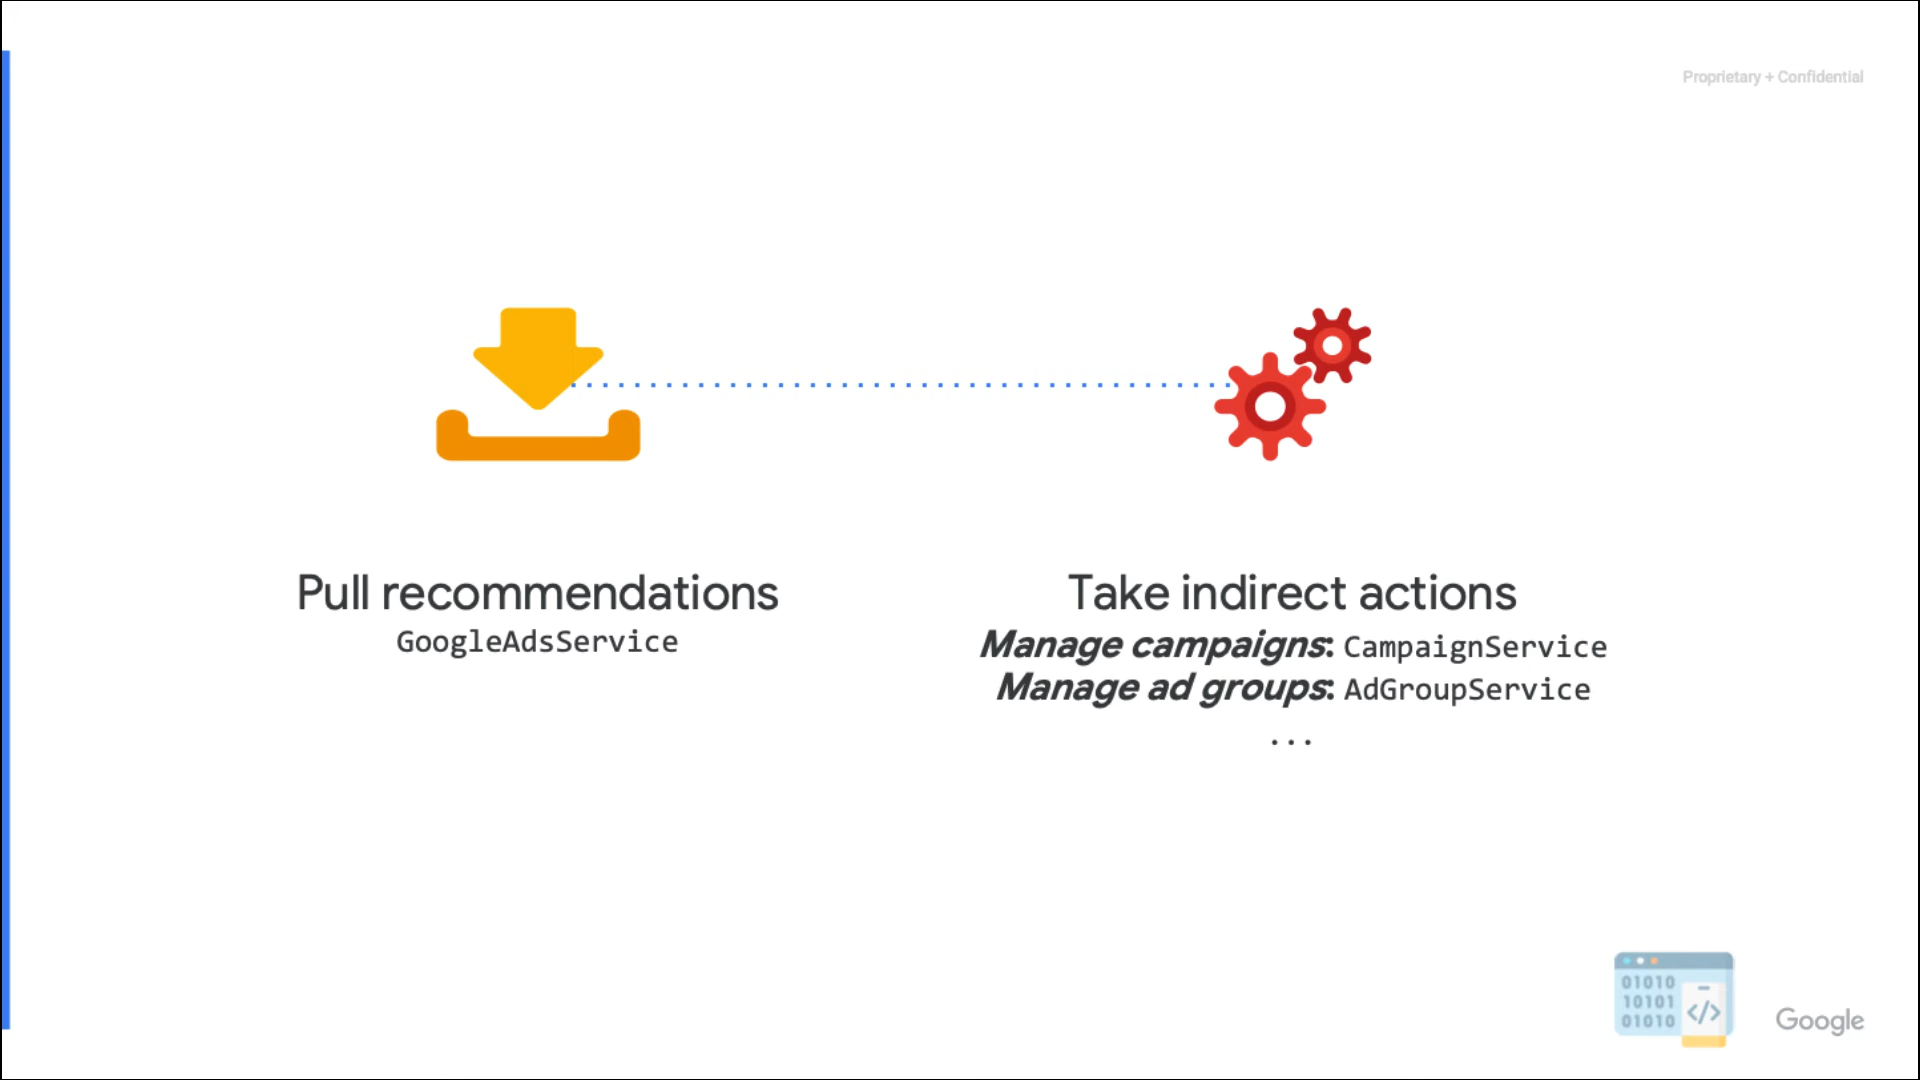 Proprietary + Confidential
Pull recommendations
GoogleAdsService
Take indirect actions
Manage campaigns: CampaignService
Manage ad groups: AdGroupService
...
01010
10101
01010
</>
Google